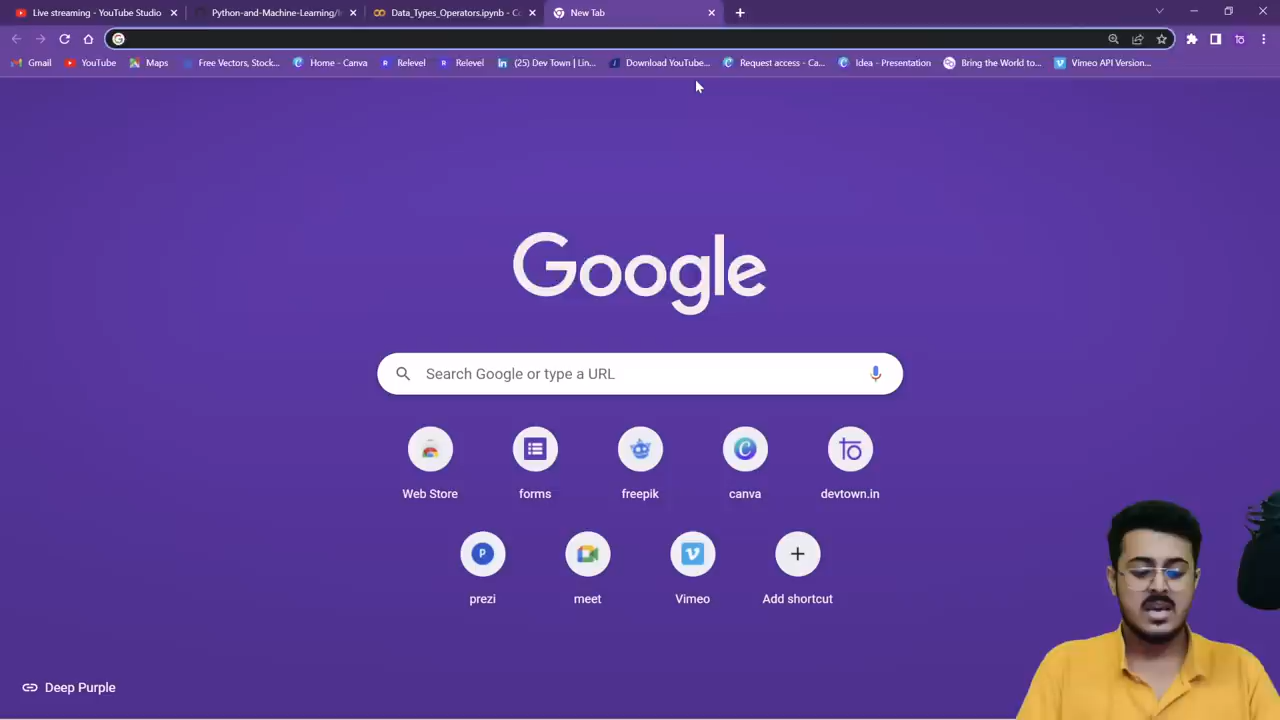 Live streaming - YouTube Studio
Python-and-Machine-Learning/
Data_Types_Operators.ipynb - C
New Tab
Gmail
YouTube
Maps
Free Vectors, Stock...
Home - Canva
Relevel
Relevel
(25) Dev Town | Lin...
Download YouTube...
Request access - Ca...
Idea - Presentation
Bring the World to...
Vimeo API Version...
Google
Search Google or type a URL
Web Store
forms
freepik
canva
devtown.in
prezi
meet
Vimeo
Add shortcut
Deep Purple